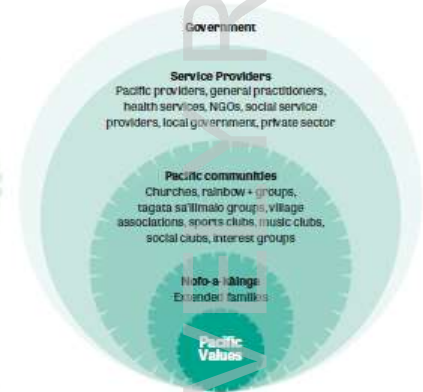 Government
Service Providers
Pacific providers, general practitioners,
health services, NGOs, social service
providers, local government, private sector
Pacific communities
Churches, rainbow + groups,
tagata sa'ilimalo groups, village
associations, sports clubs, music clubs,
social clubs, interest groups
Nofo-a-kāinga
Extended families
Pacific
Values